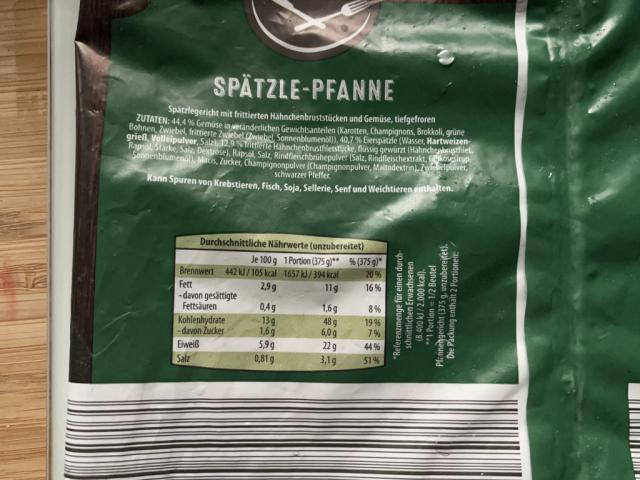 SPÄTZLE-PFANNE
Spätzlegericht mit frittierten Hähnchenbruststücken und Gemüse, tiefgefroren
ZUTATEN: 44,4 % Gemüse in veränderlichen Gewichtsanteilen (Karotten, Champignons, Brokkoli, grüne
Bohnen, Zwiebel, frittierte Zwiebel (Zwiebel, Sonnenblumenöl)), 40,7 % Eierspätzle (Wasser, Hartweizen-
grieß, Volleipulver, Salz), 12,9 % frittierte Hähnchenbrustfiletstücke, flüssig gewürzt (Hähnchenbrustfilet,
Rapsöl, Stärke, Salz, Dextrose), Rapsöl, Salz, Rindfleischbrühepulver (Salz, Rindfleischextrakt, Glukosesirup,
Sonnenblumenöl), Macis, Zucker, Champignonpulver (Champignonpulver, Maltodextrin), Zwiebelpulver,
schwarzer Pfeffer.
Kann Spuren von Krebstieren, Fisch, Soja, Sellerie, Senf und Weichtieren enthalten.
Durchschnittliche Nährwerte (unzubereitet)
Je 100 g 1 Portion (375 g)** % (375 g)*
Brennwert 442 kJ / 105 kcal 1657 kJ / 394 kcal 20 %
Fett 2,9 g 11 g 16 %
- davon gesättigte
Fettsäuren 0,4 g 1,6 g 8 %
Kohlenhydrate 13 g 48 g 19 %
- davon Zucker 1,6 g 6,0 g 7 %
Eiweiß 5,9 g 22 g 44 %
Salz 0,81 g 3,1 g 51 %
*Referenzmenge für einen durch-
schnittlichen Erwachsenen
(8.400 kJ / 2.000 kcal).
**1 Portion = 1/2 Beutel
Pfannengericht (375 g, unzubereitet).
Die Packung enthält 2 Portionen.